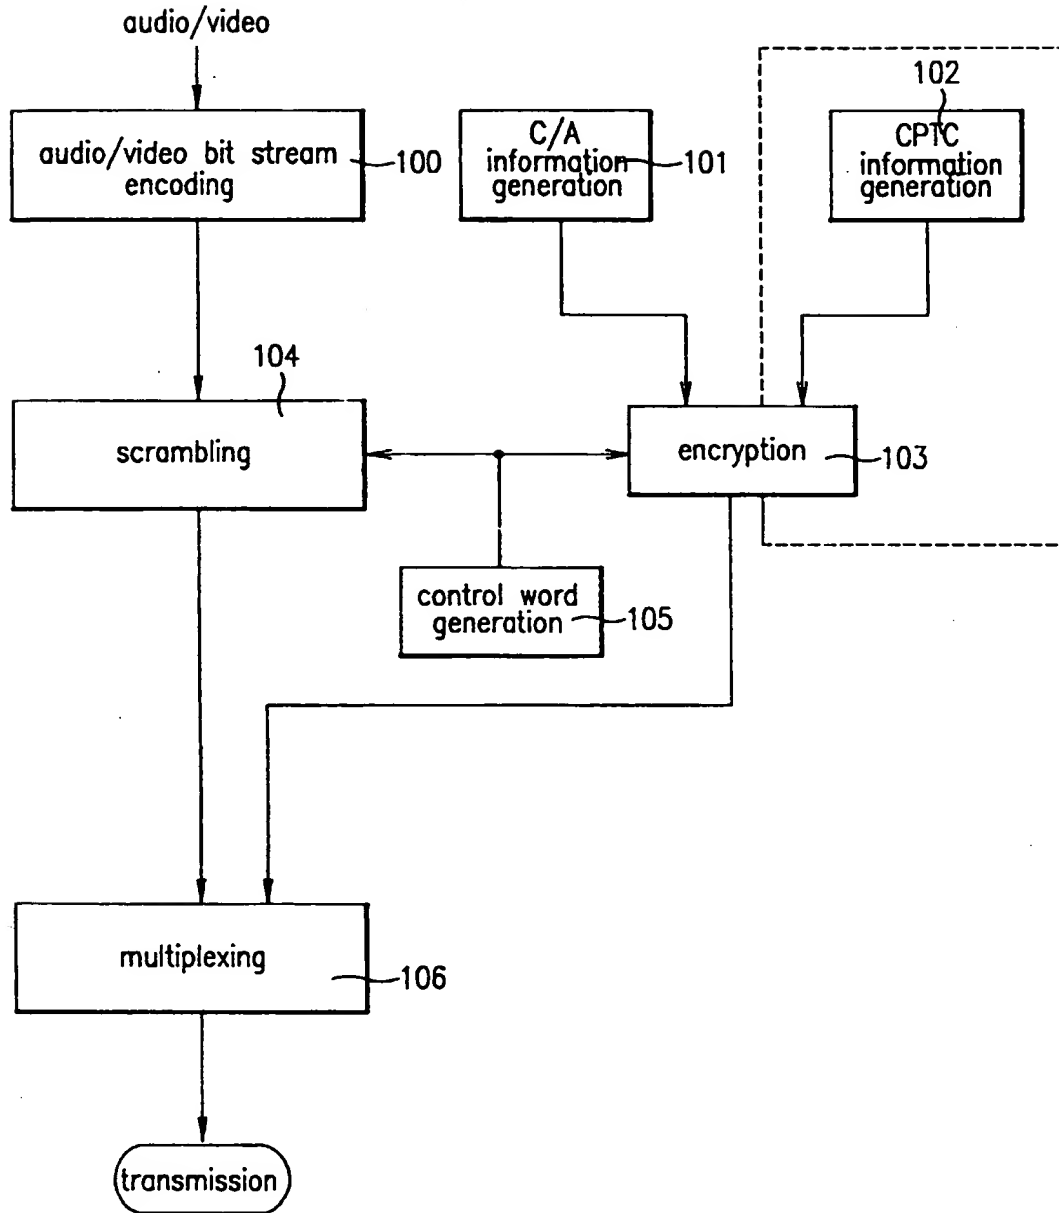 audio/video
audio/video bit stream
encoding
100
C/A
information
generation
101
102
CPTC
information
generation
104
scrambling
encryption
103
control word
generation
105
multiplexing
106
transmission